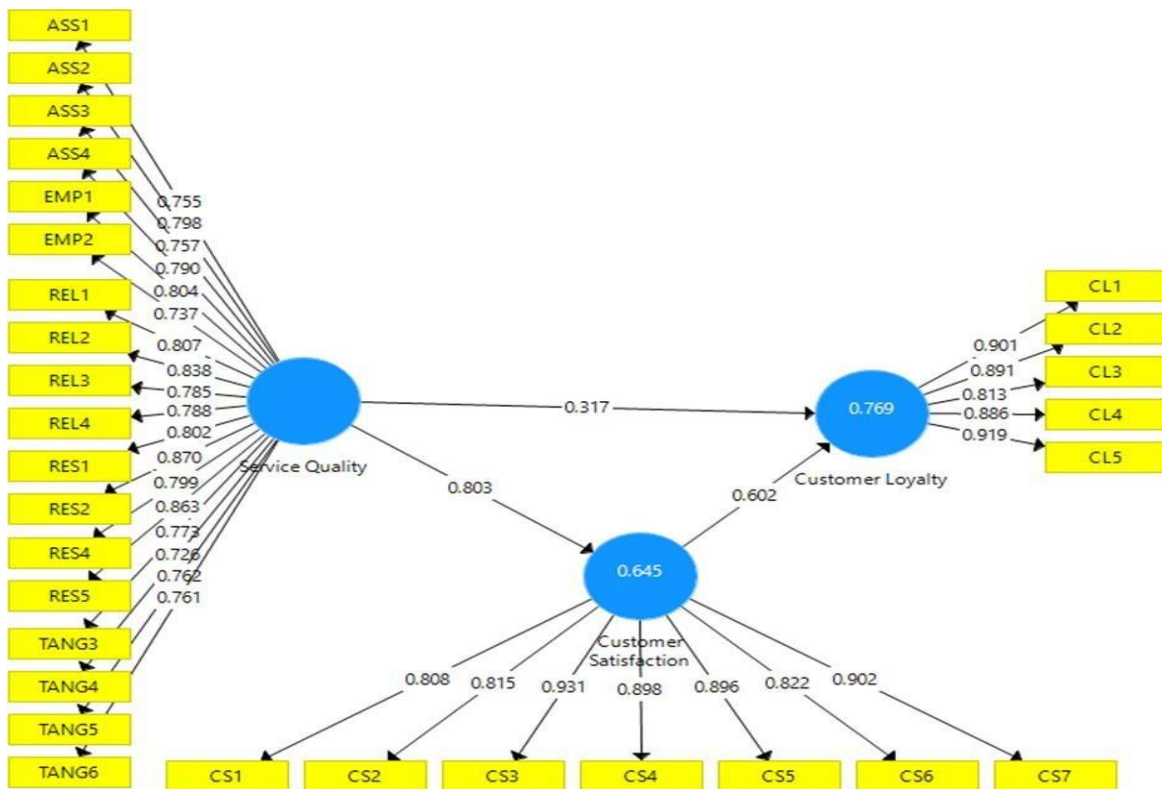 ASS1
ASS2
ASS3
ASS4
EMP1
EMP2
REL1
REL2
REL3
REL4
RES1
RES2
RES4
RES5
TANG3
TANG4
TANG5
TANG6
0.755
0.798
0.757
0.790
0.804
0.737
0.807
0.838
0.785
0.788
0.802
0.870
0.799
0.863
0.773
0.726
0.762
0.761
Service Quality
0.317
0.803
0.602
0.769
Customer Loyalty
0.901
0.891
0.813
0.886
0.919
CL1
CL2
CL3
CL4
CL5
0.645
Customer
Satisfaction
0.808
0.815
0.931
0.898
0.896
0.822
0.902
CS1
CS2
CS3
CS4
CS5
CS6
CS7